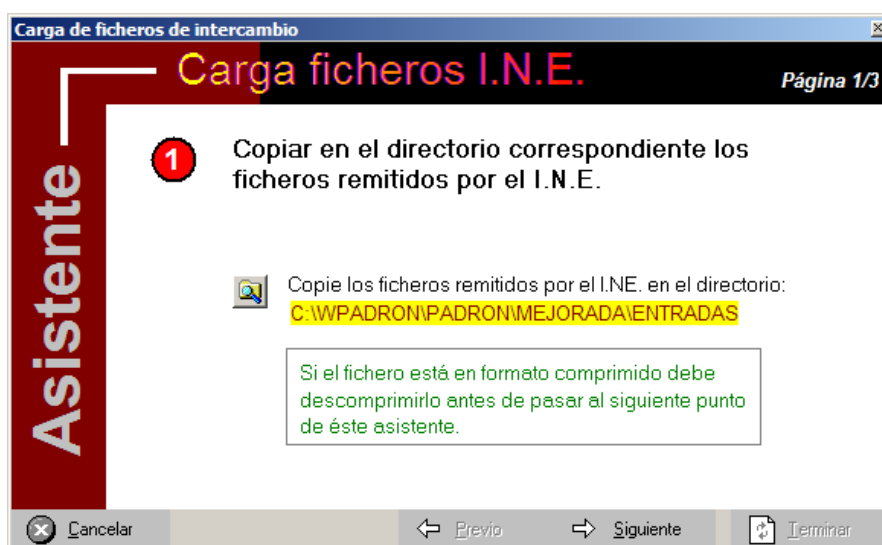 Carga de ficheros de intercambio
Carga ficheros I.N.E.
Página 1/3
Asistente
1
Copiar en el directorio correspondiente los
ficheros remitidos por el I.N.E.
Copie los ficheros remitidos por el I.NE. en el directorio:
C:\WPADRON\PADRON\MEJORADA\ENTRADAS
Si el fichero está en formato comprimido debe
descomprimirlo antes de pasar al siguiente punto
de éste asistente.
Cancelar
Previo
Siguiente
Terminar